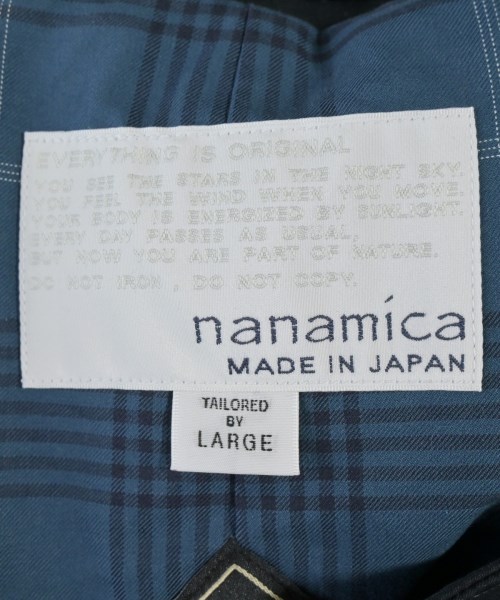 EVERYTHING IS ORIGINAL
YOU SEE THE STARS IN THE NIGHT SKY.
YOU FEEL THE WIND WHEN YOU MOVE.
YOUR BODY IS ENERGIZED BY SUNLIGHT.
EVERY DAY PASSES AS USUAL,
BUT NOW YOU ARE PART OF NATURE.
DO NOT IRON, DO NOT COPY.
nanamica
MADE IN JAPAN
TAILORED
BY
LARGE